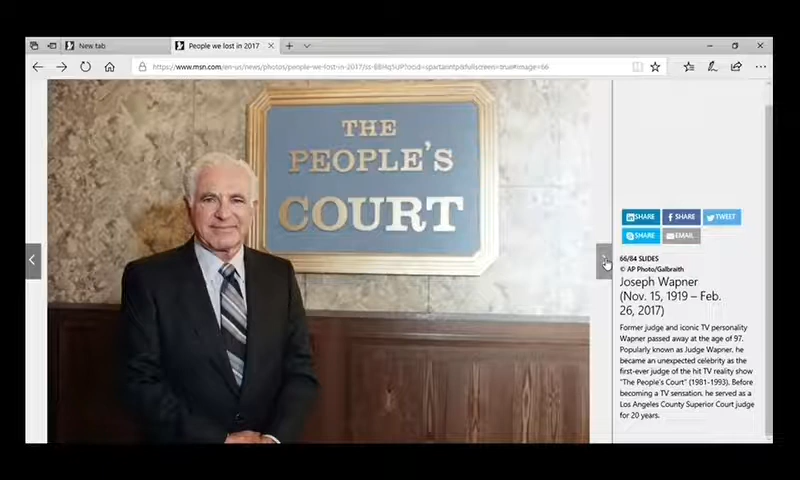 New tab
People we lost in 2017
THE
PEOPLE'S
COURT
SHARE
SHARE
TWEET
SHARE
EMAIL
66/84 SLIDES
© AP Photo/Galbraith
Joseph Wapner
(Nov. 15, 1919 – Feb.
26, 2017)
Former judge and iconic TV personality
Wapner passed away at the age of 97.
Popularly known as Judge Wapner, he
became an unexpected celebrity as the
first-ever judge of the hit TV reality show
"The People's Court" (1981-1993). Before
becoming a TV sensation, he served as a
Los Angeles County Superior Court judge
for 20 years.